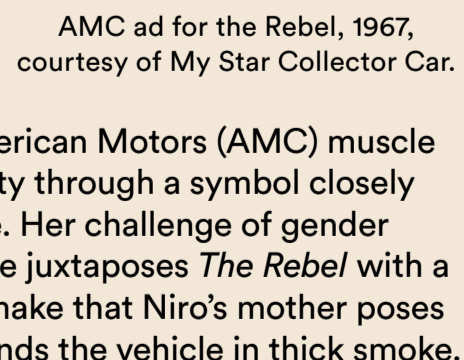 AMC ad for the Rebel, 1967,
courtesy of My Star Collector Car.
erican Motors (AMC) muscle
ty through a symbol closely
e. Her challenge of gender
e juxtaposes The Rebel with a
make that Niro’s mother poses
nds the vehicle in thick smoke.